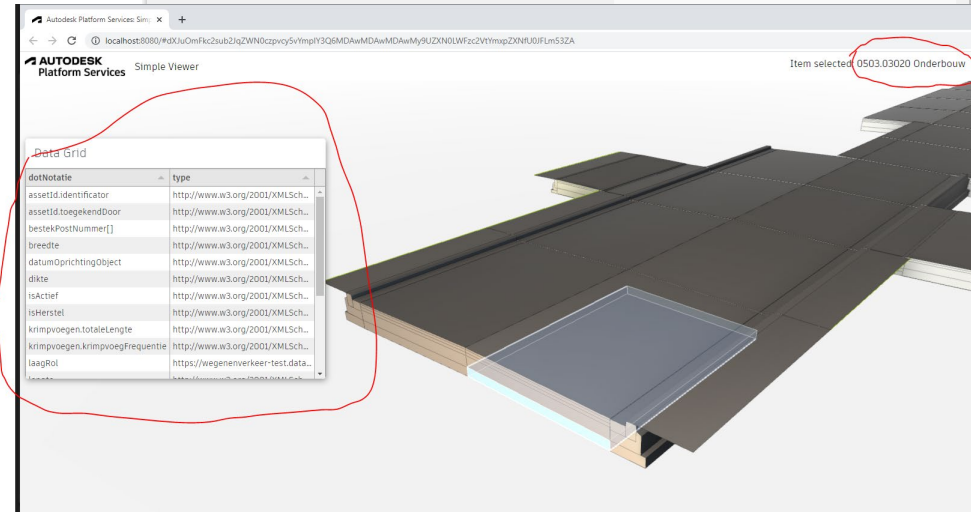 Autodesk Platform Services: Sim
localhost:8080/#
AUTODESK
Platform Services
Simple Viewer
Item selected: 0503.03020 Onderbouw
Data Grid
dotNotatie type
assetId.identificator http://www.w3.org/2001/XMLSch...
assetId.toegekendDoor http://www.w3.org/2001/XMLSch...
bestekPostNummer[] http://www.w3.org/2001/XMLSch...
breedte http://www.w3.org/2001/XMLSch...
datumOprichtingObject http://www.w3.org/2001/XMLSch...
dikte http://www.w3.org/2001/XMLSch...
isActief http://www.w3.org/2001/XMLSch...
isHerstel http://www.w3.org/2001/XMLSch...
krimpvoegen.totaleLengte http://www.w3.org/2001/XMLSch...
krimpvoegen.krimpvoegFrequentie http://www.w3.org/2001/XMLSch...
laagRol https://wegenenverkeer-test.data...